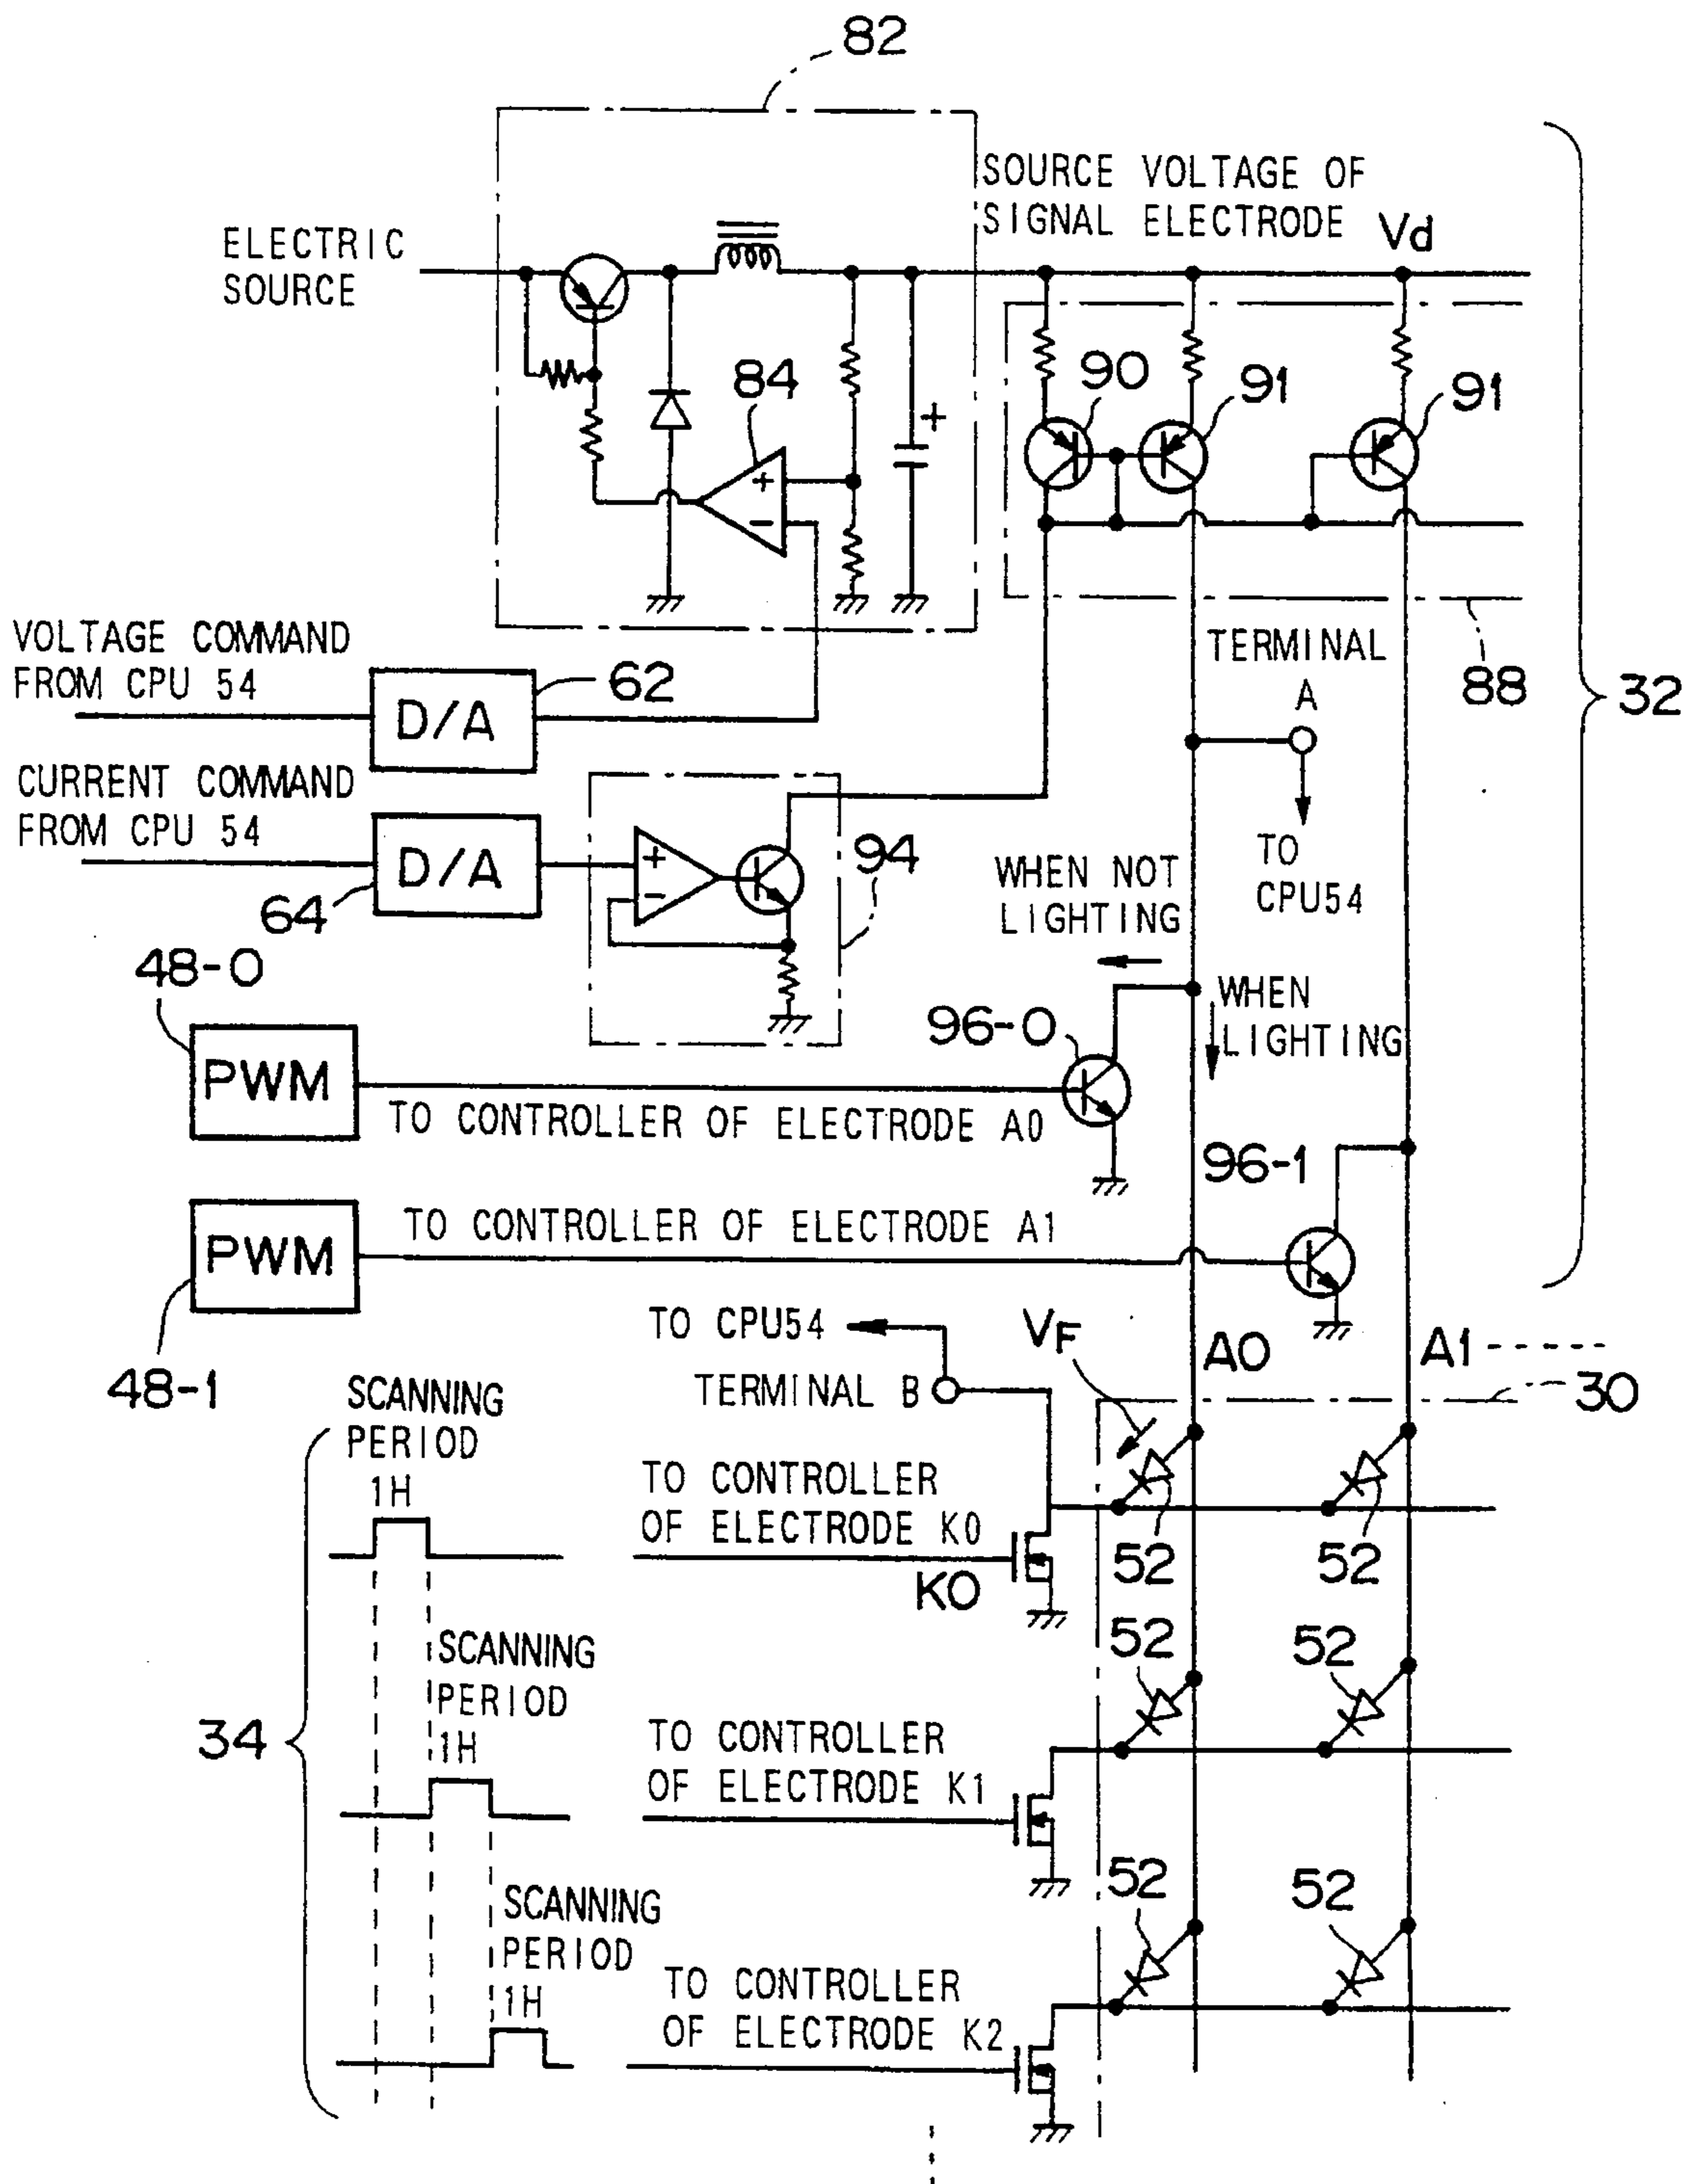 82
SOURCE VOLTAGE OF
SIGNAL ELECTRODE Vd
ELECTRIC
SOURCE
84
+
-
+
90
91
91
VOLTAGE COMMAND
FROM CPU 54
D/A
62
TERMINAL
A
88
32
CURRENT COMMAND
FROM CPU 54
D/A
64
+
-
94
TO
CPU54
WHEN NOT
LIGHTING
48-0
WHEN
LIGHTING
96-0
PWM
TO CONTROLLER OF ELECTRODE A0
96-1
TO CONTROLLER OF ELECTRODE A1
PWM
48-1
TO CPU54
VF
A0
A1
TERMINAL B
30
SCANNING
PERIOD
1H
TO CONTROLLER
OF ELECTRODE K0
K0
52
52
SCANNING
PERIOD
1H
52
52
34
TO CONTROLLER
OF ELECTRODE K1
SCANNING
PERIOD
1H
52
52
TO CONTROLLER
OF ELECTRODE K2